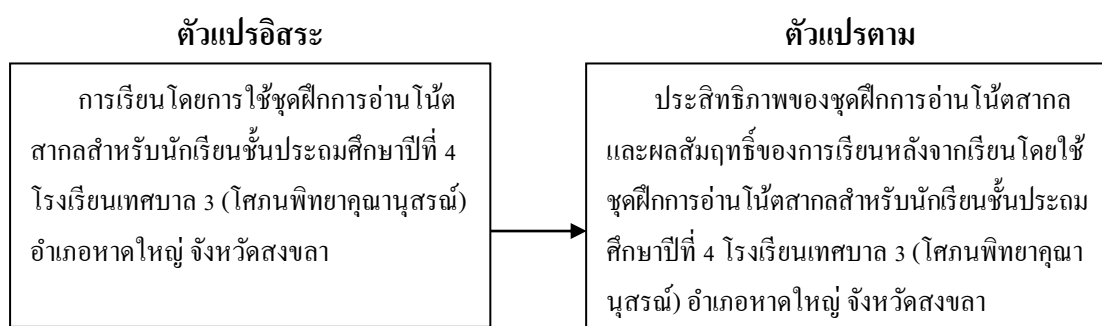 ตัวแปรอิสระ
การเรียนโดยการใช้ชุดฝึกการอ่านโน้ต
สากลสำหรับนักเรียนชั้นประถมศึกษาปีที่ 4
โรงเรียนเทศบาล 3 (โศภนพิทยาคุณานุสรณ์)
อำเภอหาดใหญ่ จังหวัดสงขลา
ตัวแปรตาม
ประสิทธิภาพของชุดฝึกการอ่านโน้ตสากล
และผลสัมฤทธิ์ของการเรียนหลังจากเรียนโดยใช้
ชุดฝึกการอ่านโน้ตสากลสำหรับนักเรียนชั้นประถม
ศึกษาปีที่ 4 โรงเรียนเทศบาล 3 (โศภนพิทยาคุณา
นุสรณ์) อำเภอหาดใหญ่ จังหวัดสงขลา